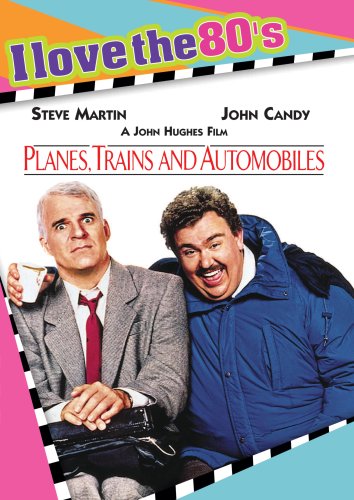 I love the 80's
STEVE MARTIN JOHN CANDY
A JOHN HUGHES FILM
PLANES, TRAINS AND AUTOMOBILES